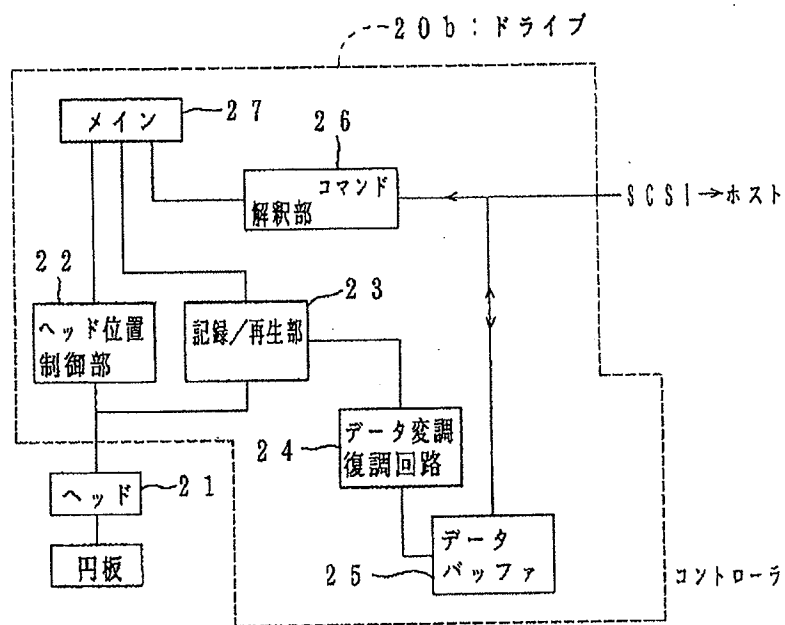 20b：ドライブ
メイン
27
26
コマンド
解釈部
SCSI→ホスト
22
ヘッド位置
制御部
23
記録／再生部
24
データ変調
復調回路
ヘッド
21
円板
データ
バッファ
25
コントローラ